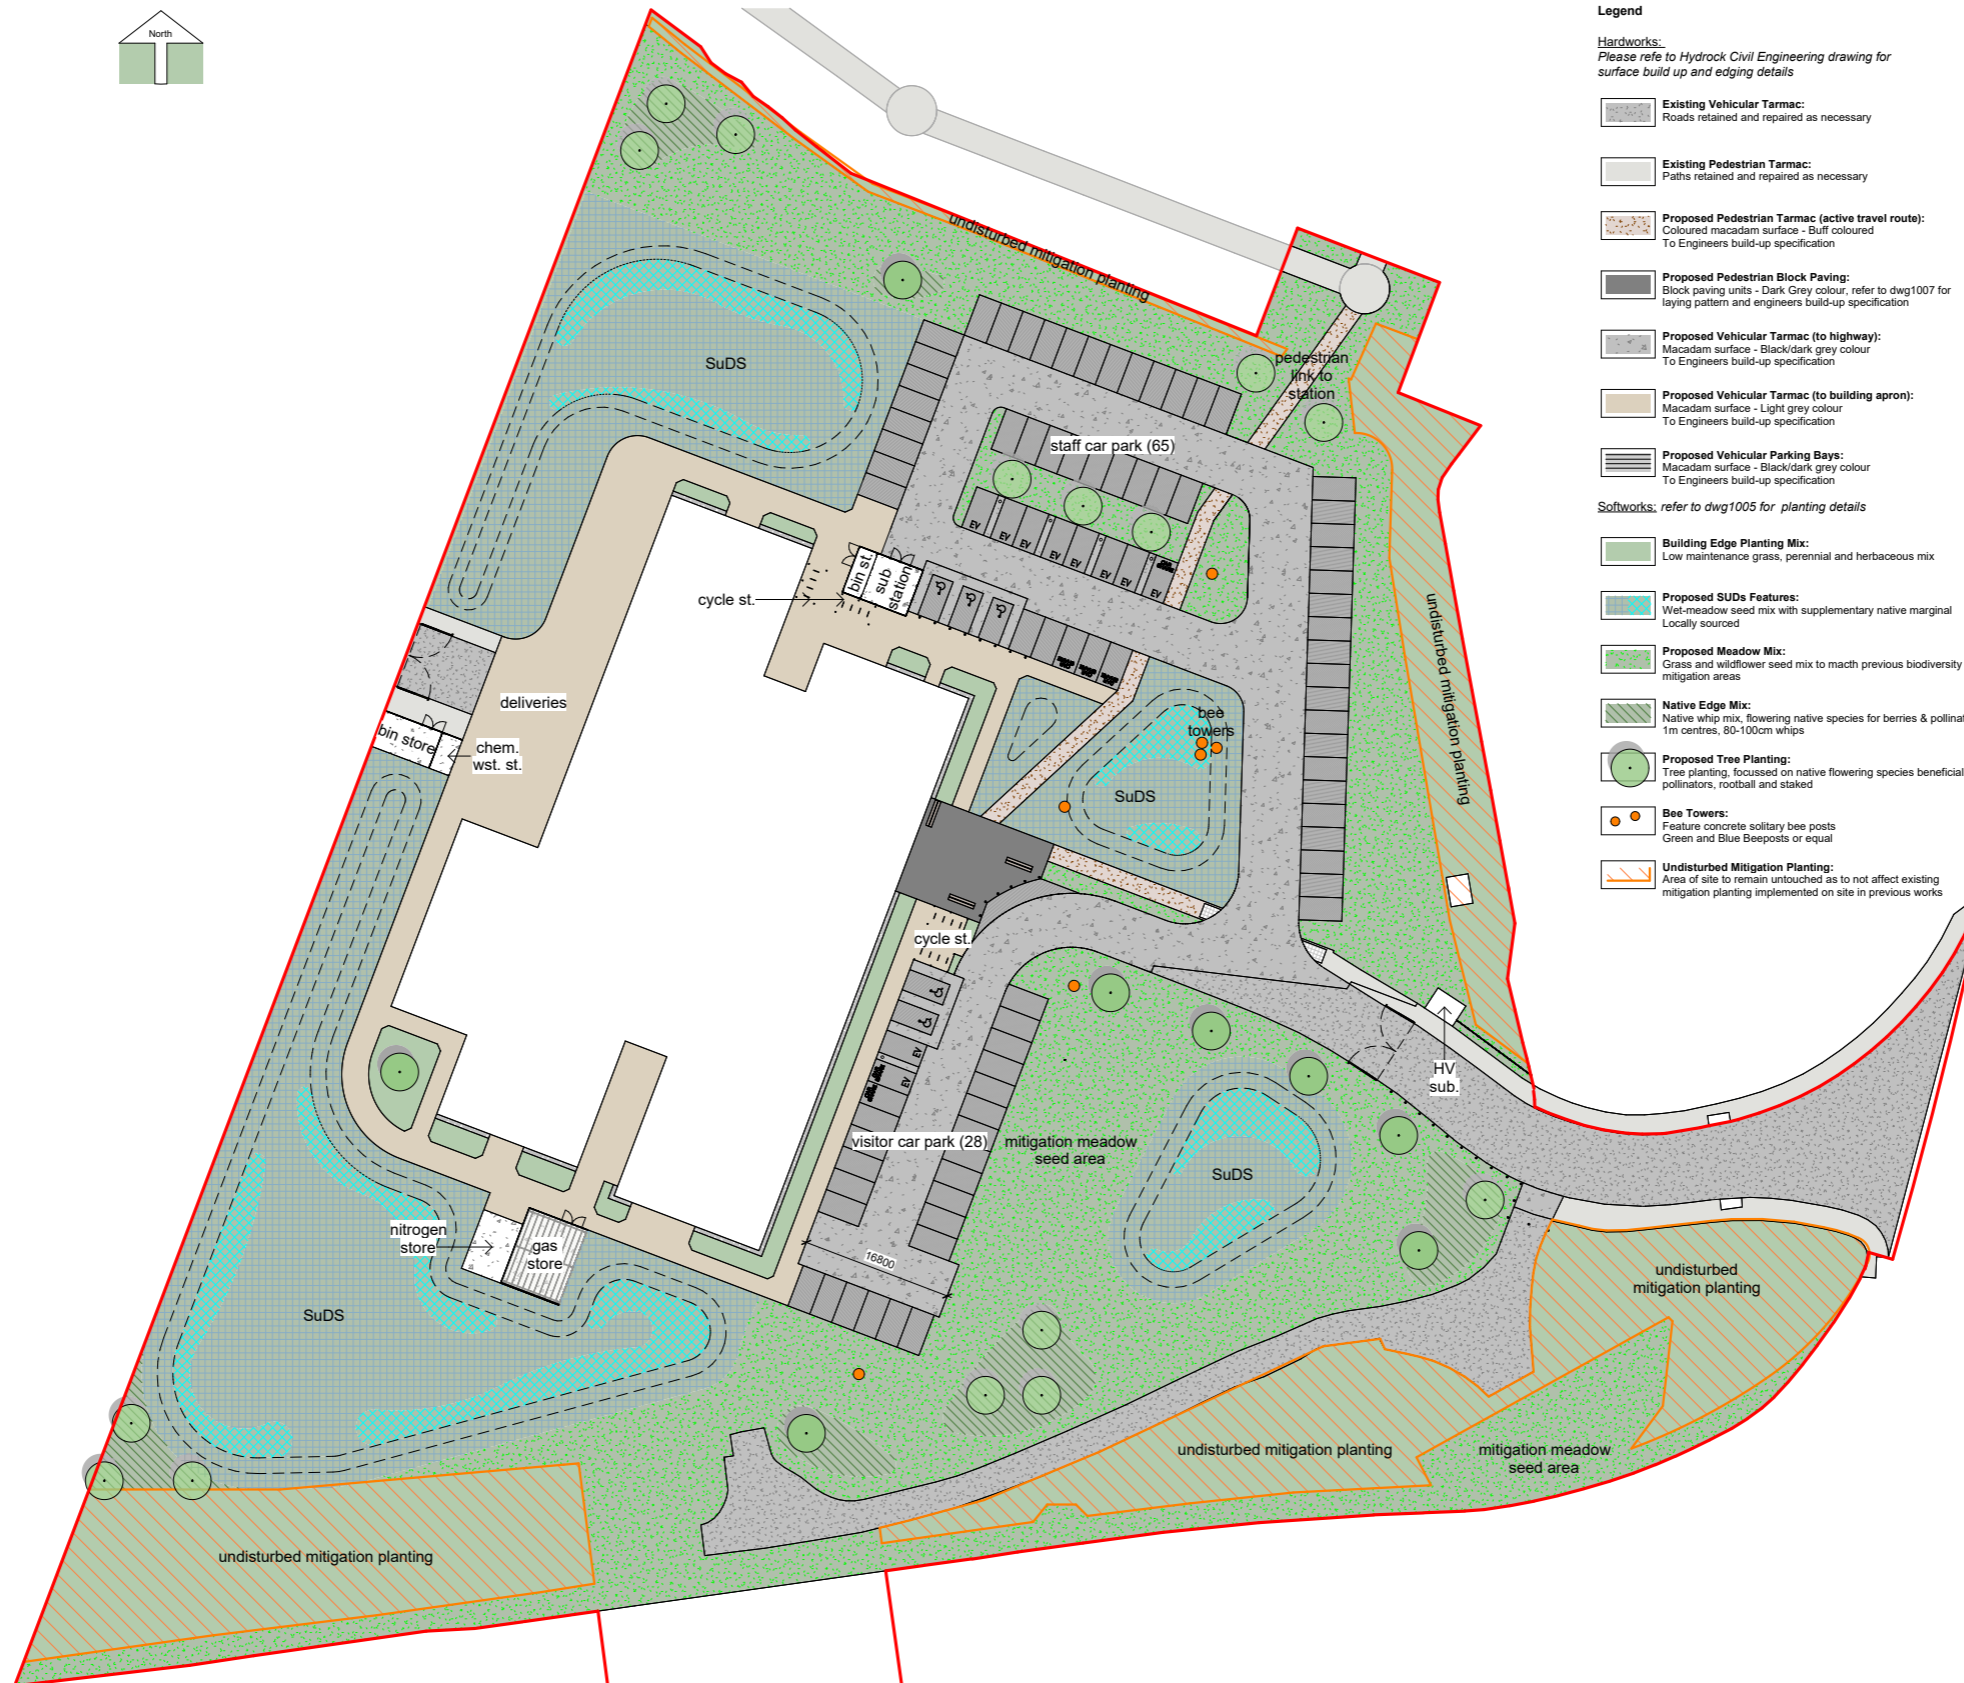 North
Legend
Hardworks:
Please refe to Hydrock Civil Engineering drawing for
surface build up and edging details
Existing Vehicular Tarmac:
Roads retained and repaired as necessary
Existing Pedestrian Tarmac:
Paths retained and repaired as necessary
Proposed Pedestrian Tarmac (active travel route):
Coloured macadam surface - Buff coloured
To Engineers build-up specification
Proposed Pedestrian Block Paving:
Block paving units - Dark Grey colour, refer to dwg1007 for
laying pattern and engineers build-up specification
Proposed Vehicular Tarmac (to highway):
Macadam surface - Black/dark grey colour
To Engineers build-up specification
Proposed Vehicular Tarmac (to building apron):
Macadam surface - Light grey colour
To Engineers build-up specification
Proposed Vehicular Parking Bays:
Macadam surface - Black/dark grey colour
To Engineers build-up specification
Softworks: refer to dwg1005 for planting details
Building Edge Planting Mix:
Low maintenance grass, perennial and herbaceous mix
Proposed SUDs Features:
Wet-meadow seed mix with supplementary native marginal
Locally sourced
Proposed Meadow Mix:
Grass and wildflower seed mix to macth previous biodiversity
mitigation areas
Native Edge Mix:
Native whip mix, flowering native species for berries & pollinat
1m centres, 80-100cm whips
Proposed Tree Planting:
Tree planting, focussed on native flowering species beneficial
pollinators, rootball and staked
Bee Towers:
Feature concrete solitary bee posts
Green and Blue Beeposts or equal
Undisturbed Mitigation Planting:
Area of site to remain untouched as to not affect existing
mitigation planting implemented on site in previous works
undisturbed mitigation planting
SuDS
pedestrian
link to
station
staff car park (65)
EV
EV
EV
EV
EV
EV
EV
EV
bin st.
sub
station
cycle st.
undisturbed mitigation planting
deliveries
bin store
chem.
wst. st.
bee
towers
SuDS
cycle st.
EV
EV
HV
sub.
visitor car park (28)
mitigation meadow
seed area
SuDS
nitrogen
store
gas
store
16800
SuDS
undisturbed
mitigation planting
undisturbed mitigation planting
mitigation meadow
seed area
undisturbed mitigation planting